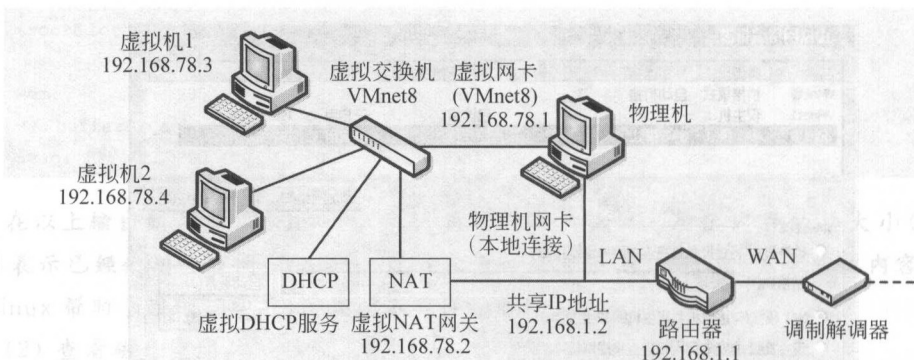 虚拟机1
192.168.78.3
虚拟交换机
VMnet8
虚拟网卡
(VMnet8)
192.168.78.1
物理机
虚拟机2
192.168.78.4
物理机网卡
（本地连接）
LAN
WAN
DHCP
NAT
虚拟DHCP服务
虚拟NAT网关
192.168.78.2
共享IP地址
192.168.1.2
路由器
192.168.1.1
调制解调器